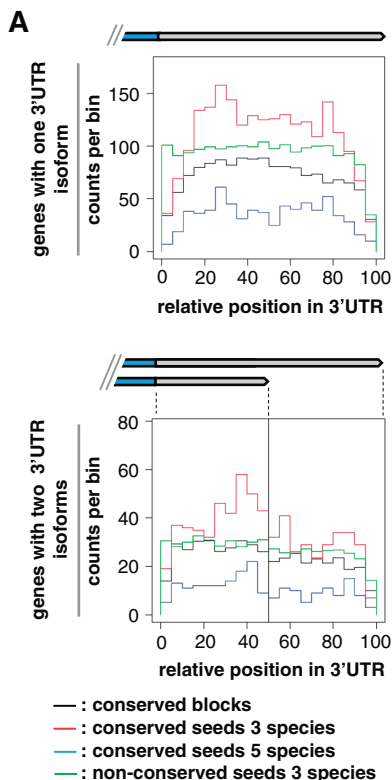 A
genes with one 3'UTR
isoform
counts per bin
150
100
50
0
0 20 40 60 80 100
relative position in 3'UTR
genes with two 3'UTR
isoforms
counts per bin
80
60
40
20
0
0 20 40 60 80 100
relative position in 3'UTR
— : conserved blocks
— : conserved seeds 3 species
— : conserved seeds 5 species
— : non-conserved seeds 3 species